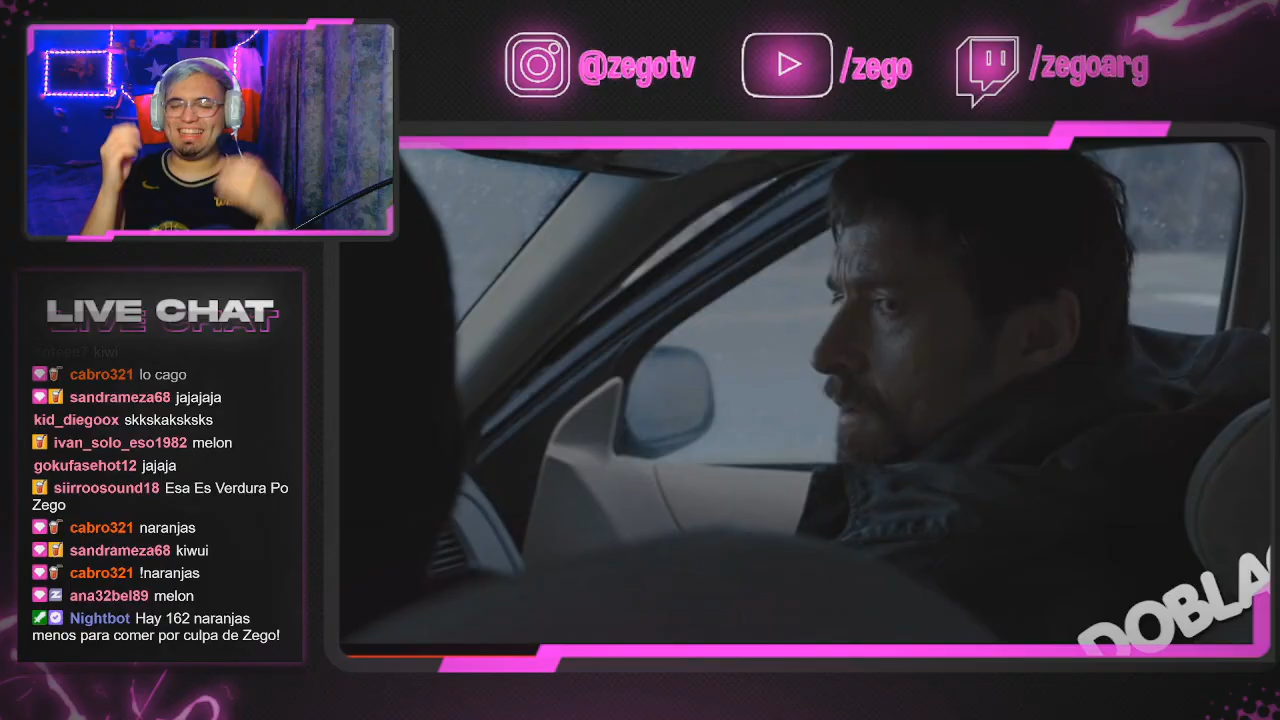 @zegotv
/zego
/zegoarg
LIVE CHAT
kiwi
cabro321 lo cago
sandrameza68 jajajaja
kid_diegoox skkskaksksks
ivan_solo_eso1982 melon
gokufasehot12 jajaja
siirroosound18 Esa Es Verdura Po
Zego
cabro321 naranjas
sandrameza68 kiwui
cabro321 !naranjas
ana32bel89 melon
Nightbot Hay 162 naranjas
menos para comer por culpa de Zego!
DOBLA